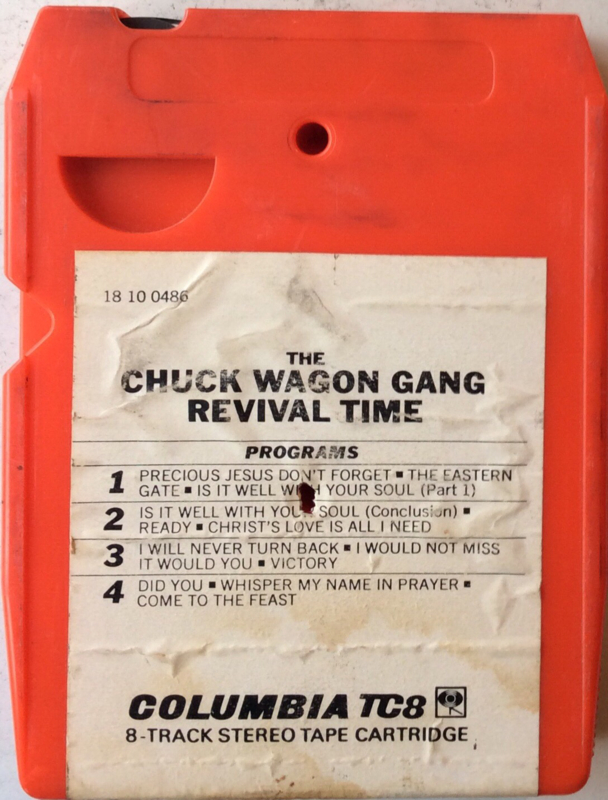 18 10 0486
THE
CHUCK WAGON GANG
REVIVAL TIME
PROGRAMS
1 PRECIOUS JESUS DON'T FORGET ▪ THE EASTERN
GATE ▪ IS IT WELL WITH YOUR SOUL (Part 1)
2 IS IT WELL WITH YOUR SOUL (Conclusion) ▪
READY ▪ CHRIST'S LOVE IS ALL I NEED
3 I WILL NEVER TURN BACK ▪ I WOULD NOT MISS
IT WOULD YOU ▪ VICTORY
4 DID YOU ▪ WHISPER MY NAME IN PRAYER ▪
COME TO THE FEAST
COLUMBIA TC8
8-TRACK STEREO TAPE CARTRIDGE